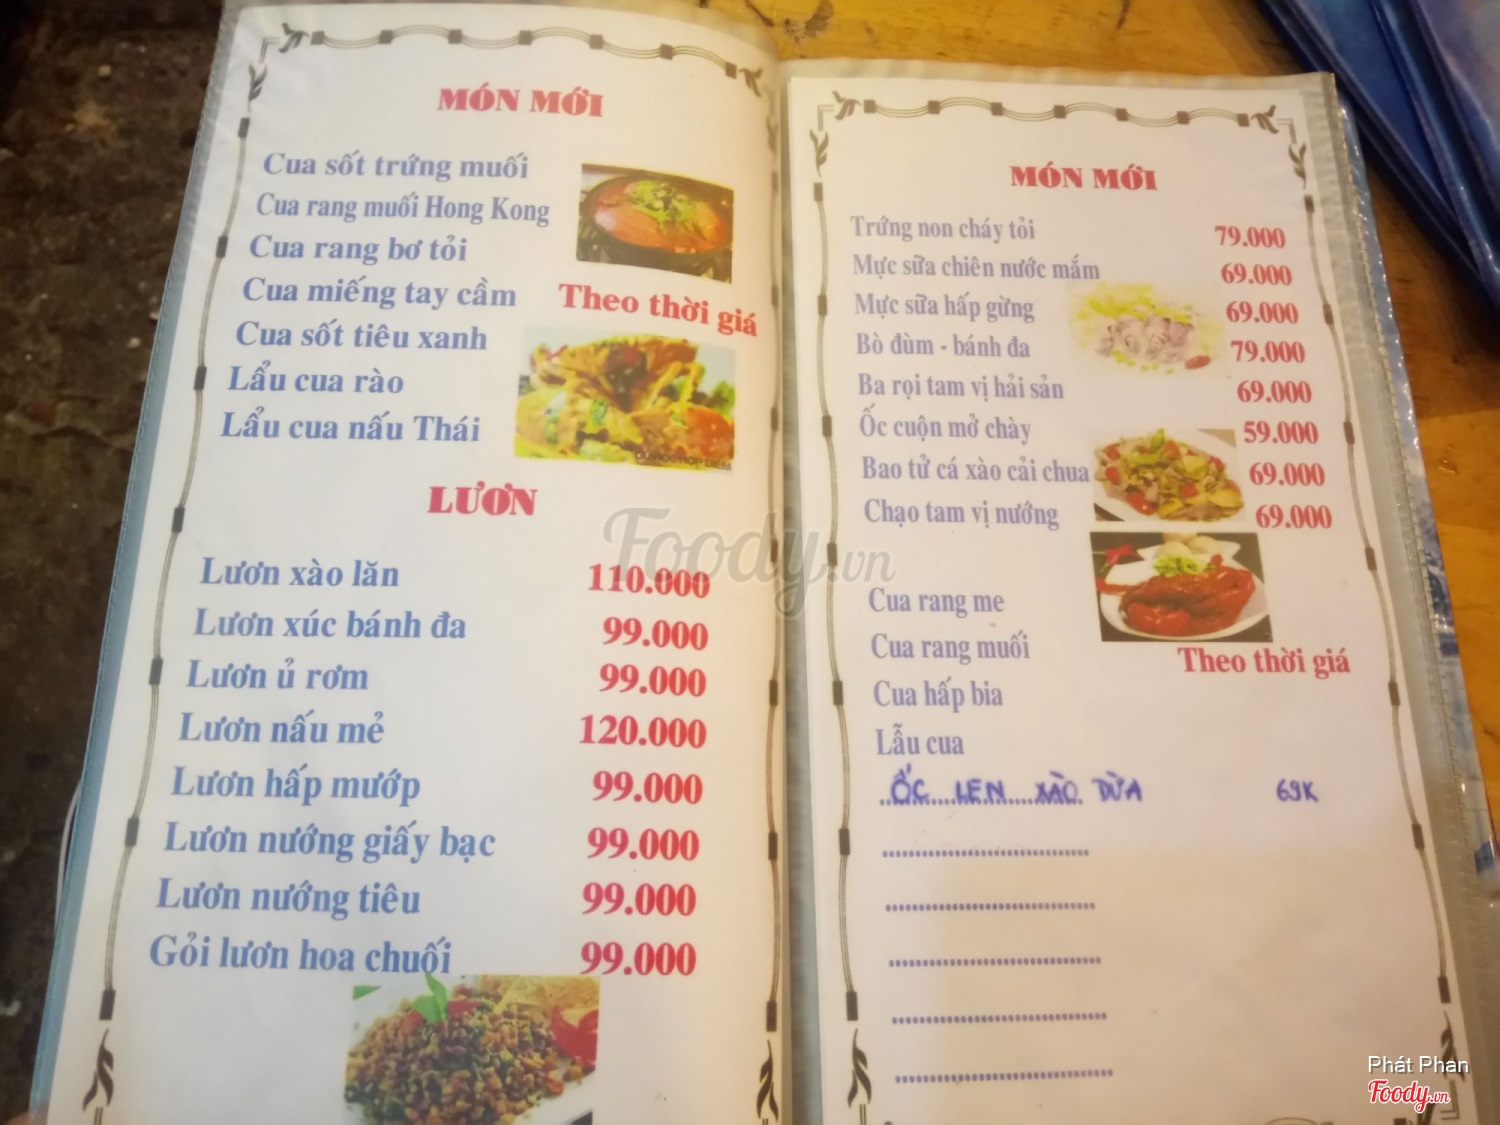 MÓN MỚI
Cua sốt trứng muối
Cua rang muối Hong Kong
Cua rang bơ tỏi
Cua miếng tay cầm
Theo thời giá
Cua sốt tiêu xanh
Lẩu cua rào
Lẩu cua nấu Thái
LƯƠN
Lươn xào lăn 110.000
Lươn xúc bánh đa 99.000
Lươn ủ rơm 99.000
Lươn nấu mẻ 120.000
Lươn hấp mướp 99.000
Lươn nướng giấy bạc 99.000
Lươn nướng tiêu 99.000
Gỏi lươn hoa chuối 99.000
MÓN MỚI
Trứng non cháy tỏi 79.000
Mực sữa chiên nước mắm 69.000
Mực sữa hấp gừng 69.000
Bò đùm - bánh đa 79.000
Ba rọi tam vị hải sản 69.000
Ốc cuộn mở chày 59.000
Bao tử cá xào cải chua 69.000
Chạo tam vị nướng 69.000
Cua rang me
Cua rang muối
Theo thời giá
Cua hấp bia
Lẫu cua
ỐC LEN XÀO DỪA 69K
Foody.vn
Phát Phan
Foody.vn